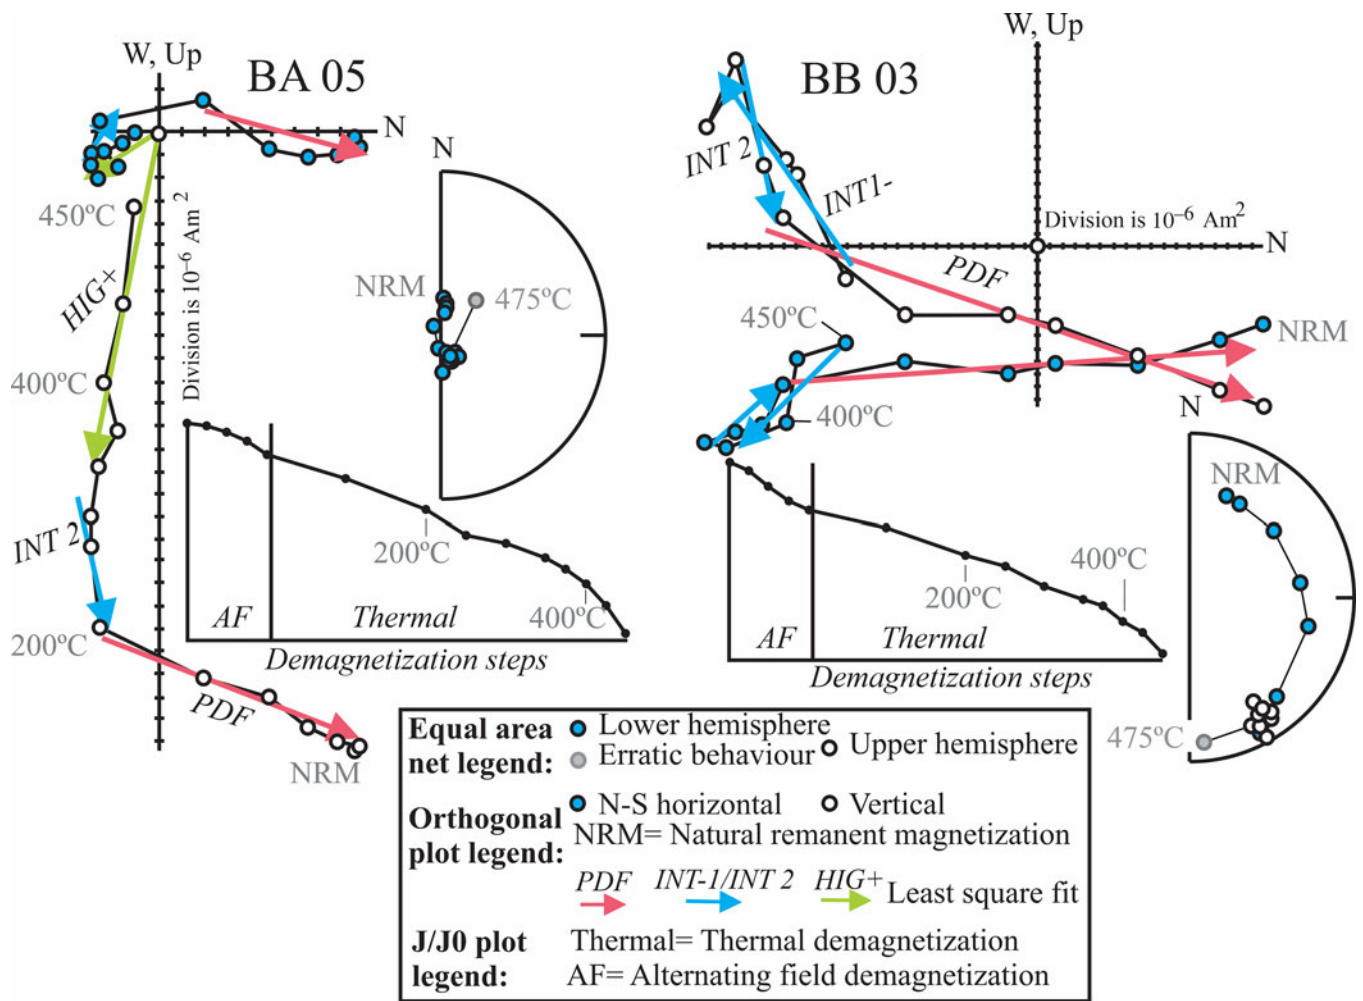 W, Up
BA 05
N
450ºC
Division is 10⁻⁶ Am²
HIG+
400ºC
INT 2
200ºC
PDF
NRM
N
NRM
475ºC
200ºC
400ºC
AF
Thermal
Demagnetization steps
W, Up
BB 03
INT 2
INT1-
Division is 10⁻⁶ Am²
N
PDF
450ºC
NRM
400ºC
N
NRM
400ºC
200ºC
AF
Thermal
Demagnetization steps
475ºC
Equal area net legend:
Lower hemisphere
Upper hemisphere
Erratic behaviour
Orthogonal plot legend:
N-S horizontal
Vertical
NRM= Natural remanent magnetization
PDF INT-1/INT 2 HIG+
Least square fit
J/J0 plot legend:
Thermal= Thermal demagnetization
AF= Alternating field demagnetization